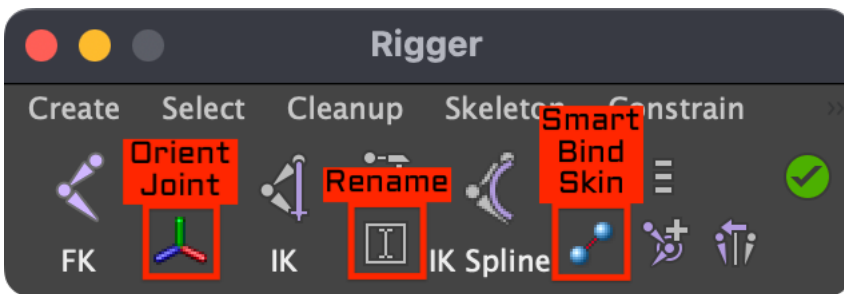 Rigger
Create Select Cleanup Skeleton Constrain
Orient
Joint
Rename
Smart
Bind
Skin
FK IK IK Spline